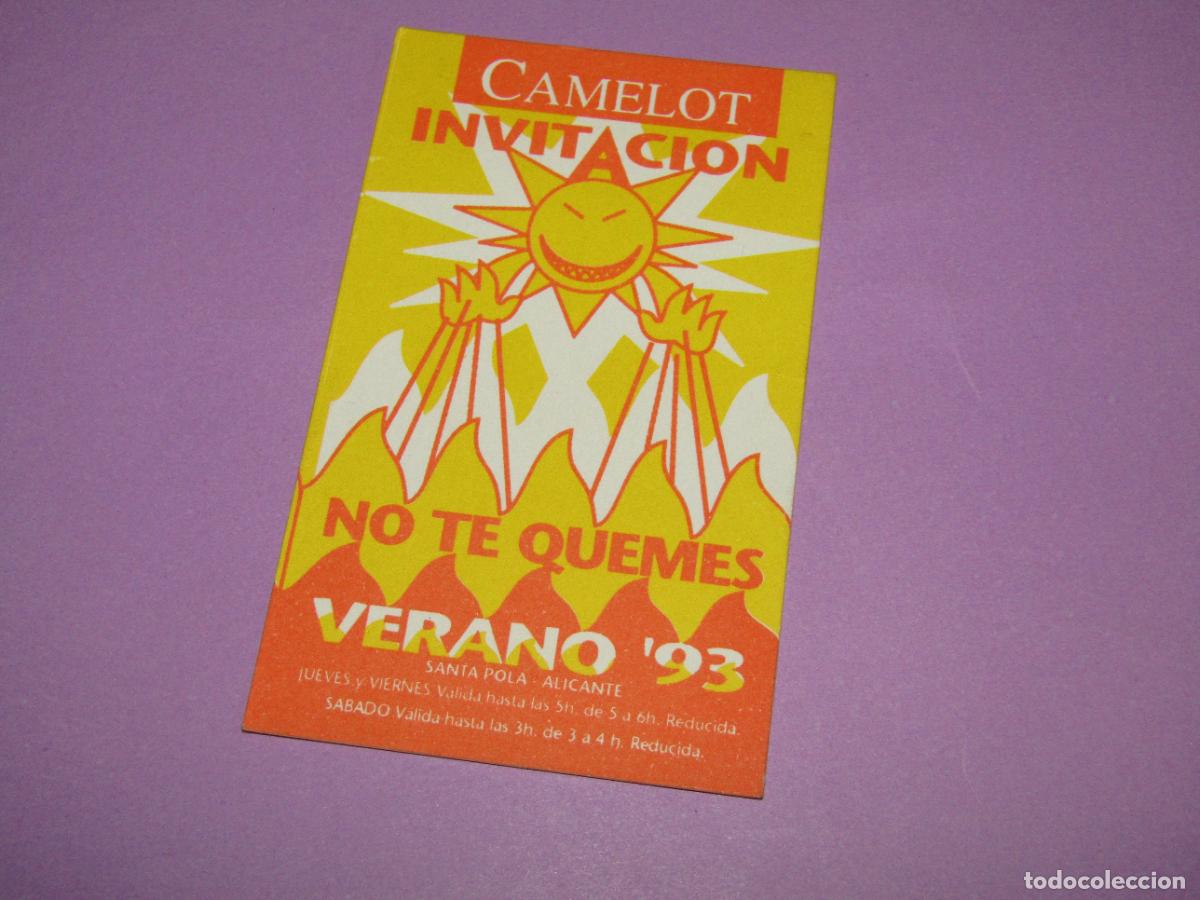 CAMELOT
INVITACION
NO TE QUEMES
VERANO '93
SANTA POLA - ALICANTE
JUEVES y VIERNES Valida hasta las 5h. de 5 a 6h. Reducida.
SABADO Valida hasta las 3h. de 3 a 4 h. Reducida.
todocoleccion